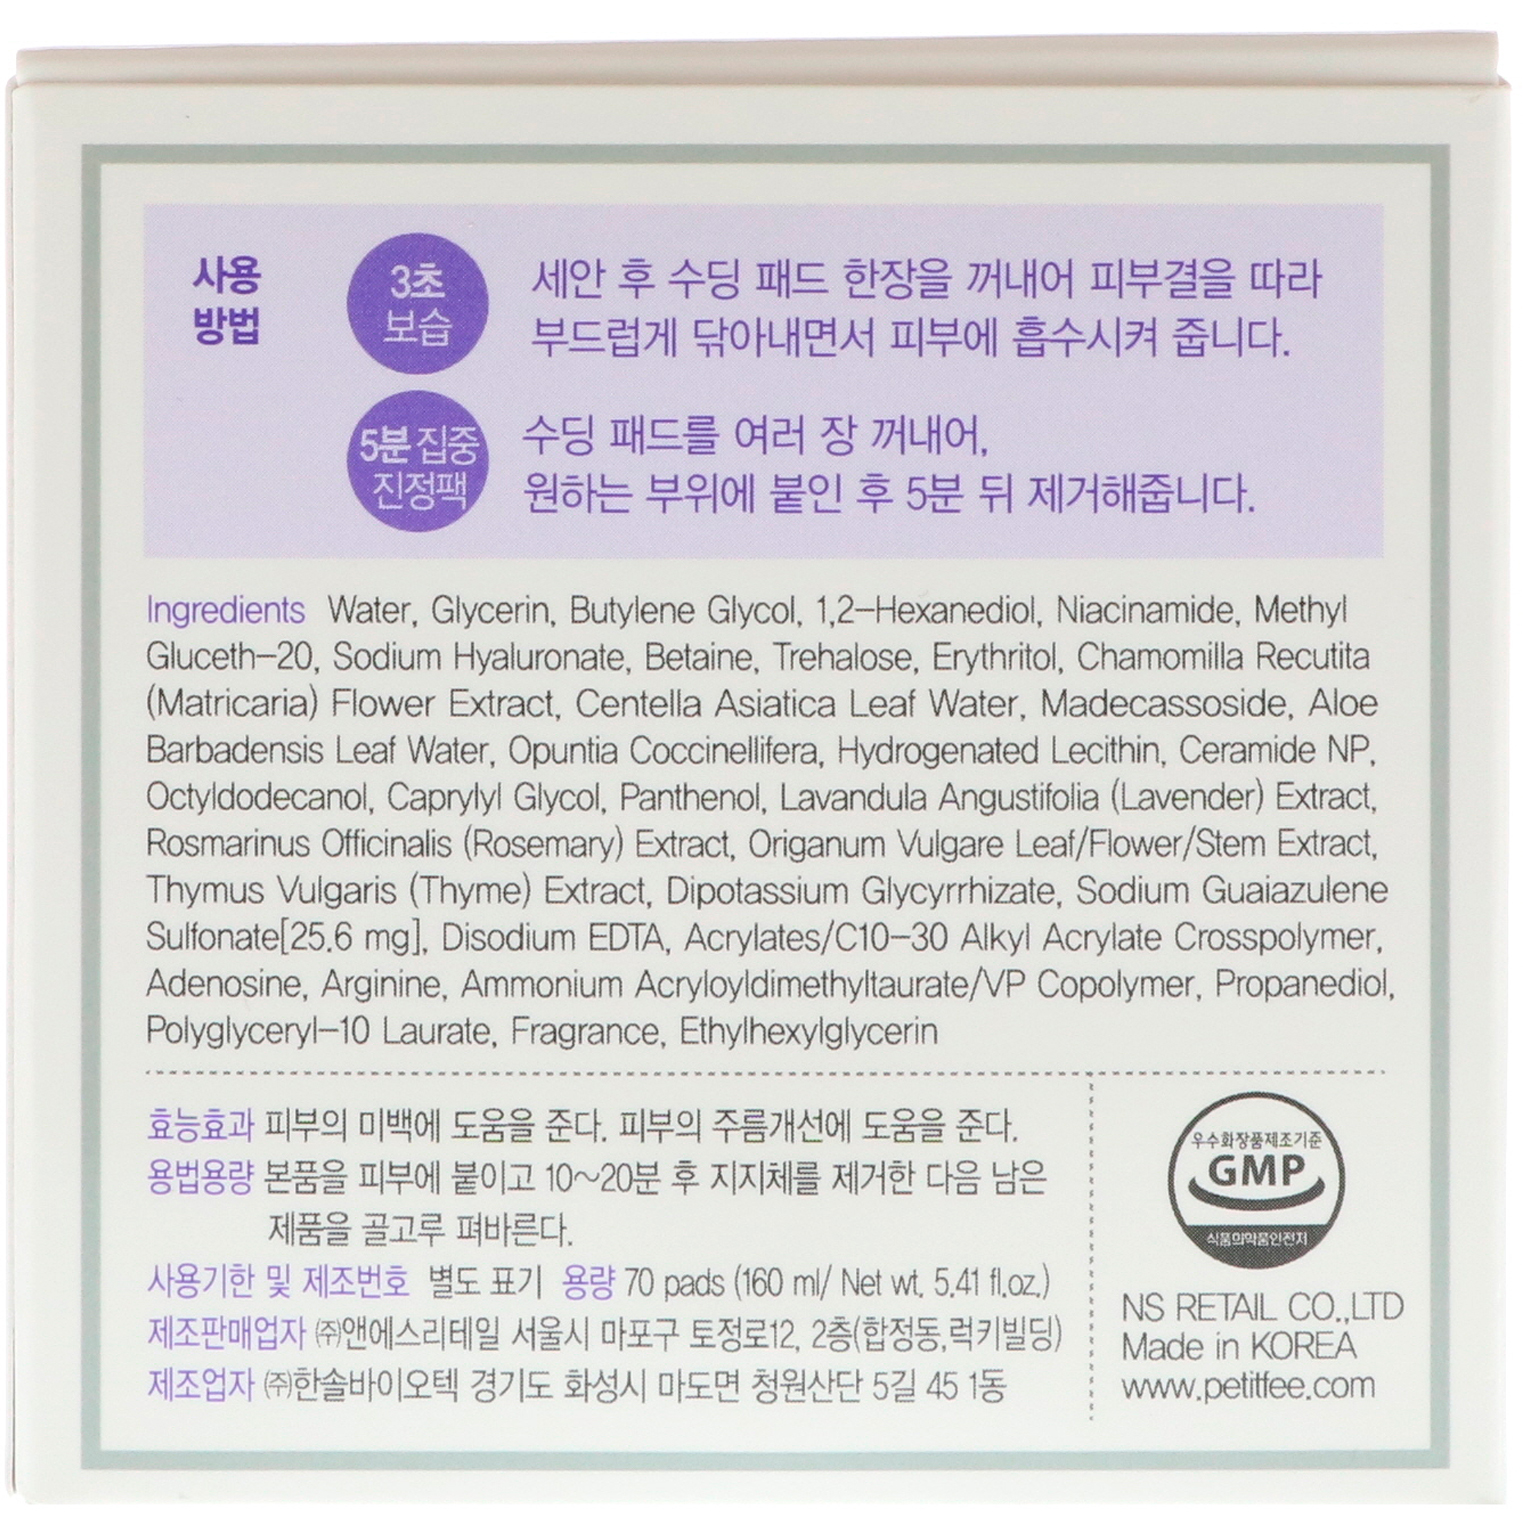 사용
방법
3초
보습
세안 후 수딩 패드 한장을 꺼내어 피부결을 따라
부드럽게 닦아내면서 피부에 흡수시켜 줍니다.
5분 집중
진정팩
수딩 패드를 여러 장 꺼내어,
원하는 부위에 붙인 후 5분 뒤 제거해줍니다.
Ingredients Water, Glycerin, Butylene Glycol, 1,2-Hexanediol, Niacinamide, Methyl
Gluceth-20, Sodium Hyaluronate, Betaine, Trehalose, Erythritol, Chamomilla Recutita
(Matricaria) Flower Extract, Centella Asiatica Leaf Water, Madecassoside, Aloe
Barbadensis Leaf Water, Opuntia Coccinellifera, Hydrogenated Lecithin, Ceramide NP,
Octyldodecanol, Caprylyl Glycol, Panthenol, Lavandula Angustifolia (Lavender) Extract,
Rosmarinus Officinalis (Rosemary) Extract, Origanum Vulgare Leaf/Flower/Stem Extract,
Thymus Vulgaris (Thyme) Extract, Dipotassium Glycyrrhizate, Sodium Guaiazulene
Sulfonate[25.6 mg], Disodium EDTA, Acrylates/C10-30 Alkyl Acrylate Crosspolymer,
Adenosine, Arginine, Ammonium Acryloyldimethyltaurate/VP Copolymer, Propanediol,
Polyglyceryl-10 Laurate, Fragrance, Ethylhexylglycerin
효능효과 피부의 미백에 도움을 준다. 피부의 주름개선에 도움을 준다.
용법용량 본품을 피부에 붙이고 10~20분 후 지지체를 제거한 다음 남은
제품을 골고루 펴바른다.
사용기한 및 제조번호 별도 표기 용량 70 pads (160 ml/ Net wt. 5.41 fl.oz.)
제조판매업자 ㈜앤에스리테일 서울시 마포구 토정로12, 2층(합정동,럭키빌딩)
제조업자 ㈜한솔바이오텍 경기도 화성시 마도면 청원산단 5길 45 1동
우수화장품제조기준
GMP
식품의약품안전처
NS RETAIL CO.,LTD
Made in KOREA
www.petitfee.com